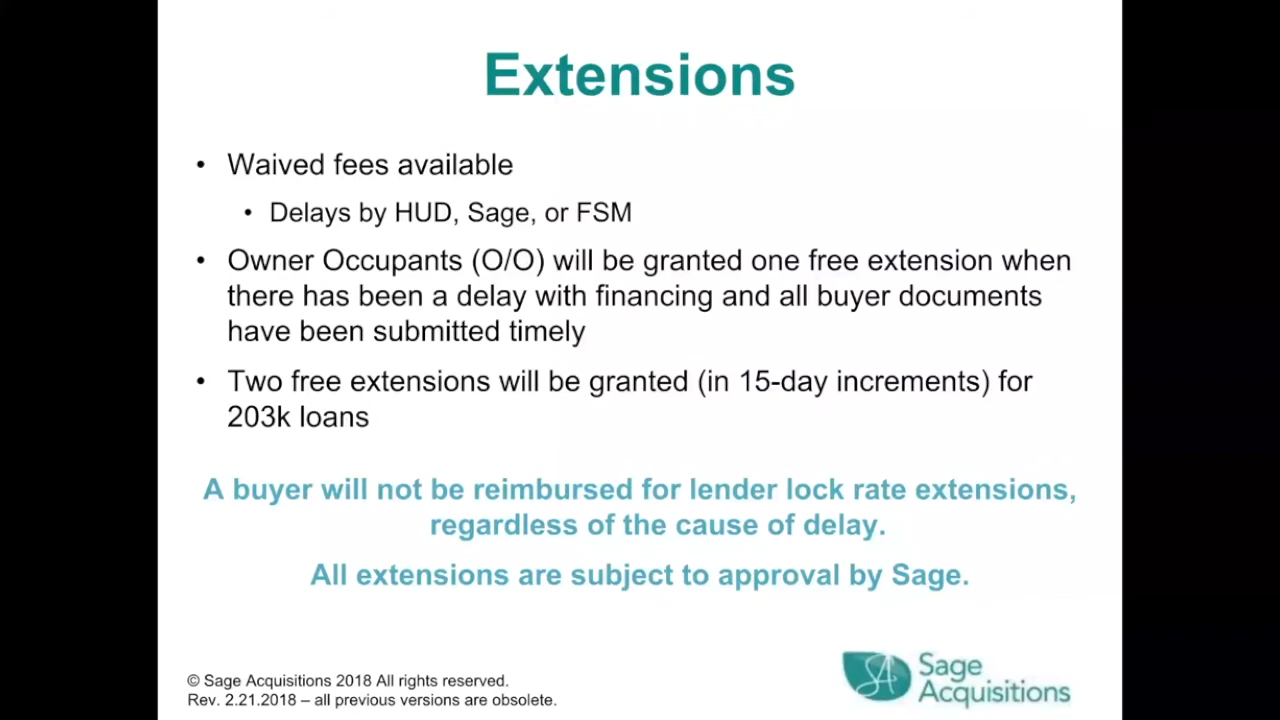 Extensions
• Waived fees available
• Delays by HUD, Sage, or FSM
• Owner Occupants (O/O) will be granted one free extension when
there has been a delay with financing and all buyer documents
have been submitted timely
• Two free extensions will be granted (in 15-day increments) for
203k loans
A buyer will not be reimbursed for lender lock rate extensions,
regardless of the cause of delay.
All extensions are subject to approval by Sage.
© Sage Acquisitions 2018 All rights reserved.
Rev. 2.21.2018 – all previous versions are obsolete.
SA
Sage
Acquisitions